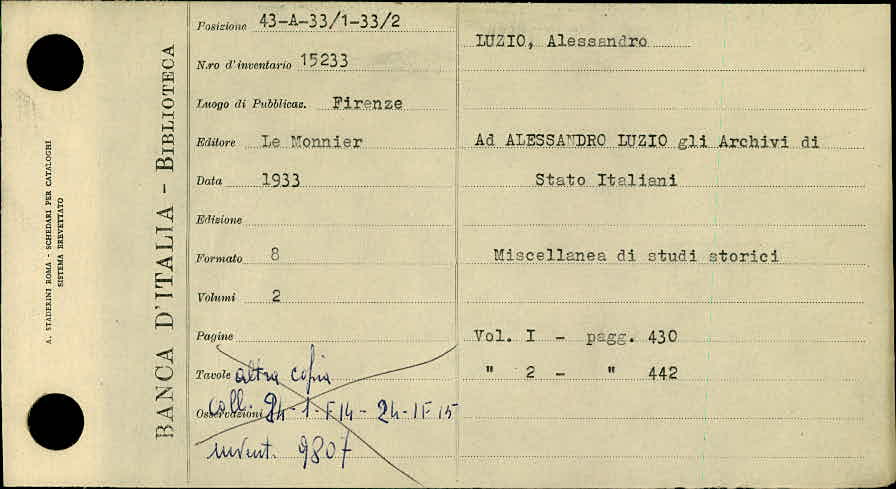 A. STADERINI ROMA - SCHEDARI PER CATALOGHI
SISTEMA BREVETTATO
BANCA D'ITALIA - BIBLIOTECA
Posizione 43-A-33/1-33/2
N.ro d'inventario 15233
Luogo di Pubblicaz. Firenze
Editore Le Monnier
Data 1933
Edizione
Formato 8
Volumi 2
Pagine
Tavole altra copia
Osservazioni coll. 24-1-F14 - 24-1F15
invent. 9807
LUZIO, Alessandro
Ad ALESSANDRO LUZIO gli Archivi di
Stato Italiani
Miscellanea di studi storici
Vol. I - pagg. 430
" 2 - " 442